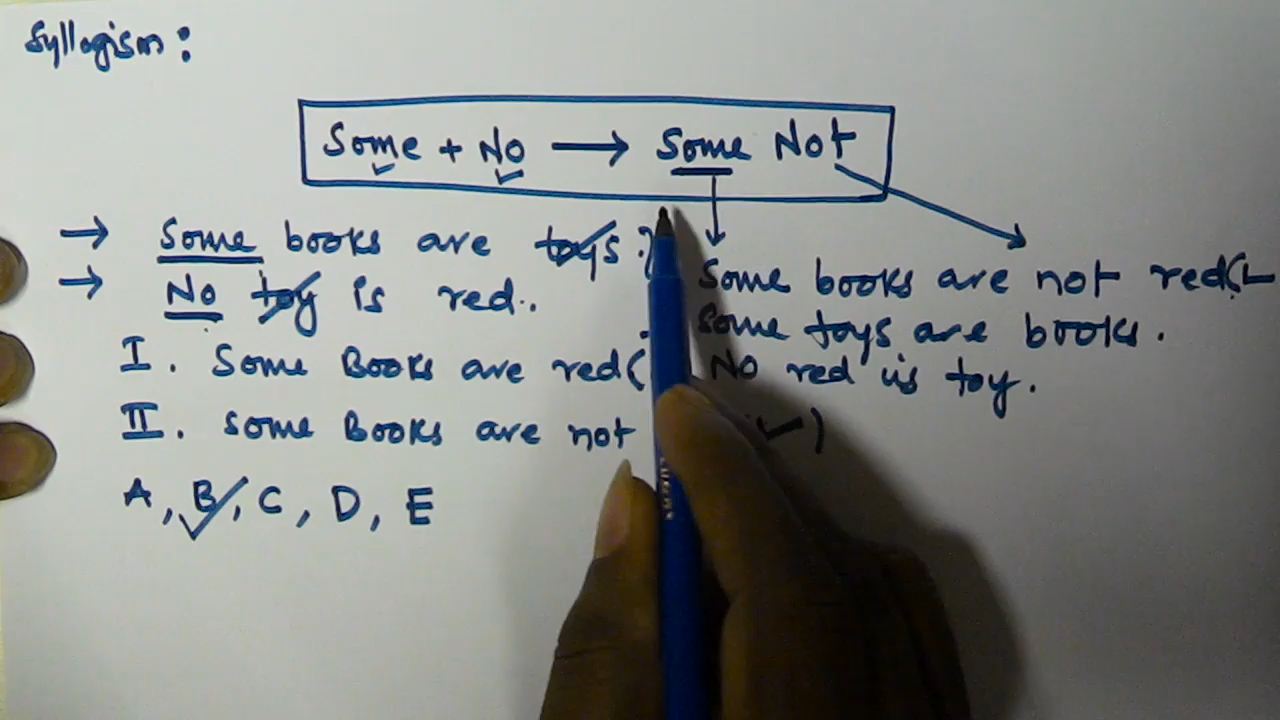 Syllogism:
Some + No → Some Not
→ Some books are toys
→ No toy is red.
Some books are not red(
Some toys are books.
No red is toy.
I. Some Books are red(
II. Some Books are not ✓)
A, B, C, D, E